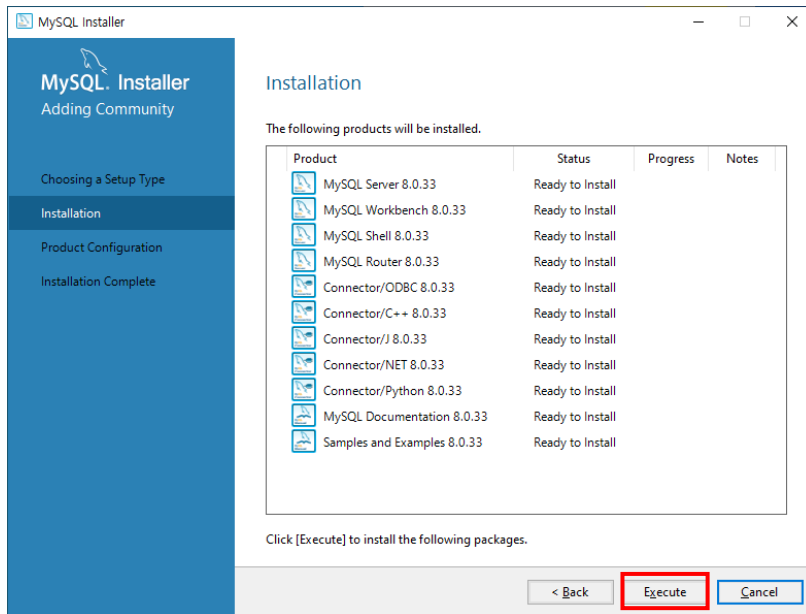 MySQL Installer
MySQL. Installer
Adding Community
Choosing a Setup Type
Installation
Product Configuration
Installation Complete
Installation
The following products will be installed.
Product Status Progress Notes
MySQL Server 8.0.33 Ready to Install
MySQL Workbench 8.0.33 Ready to Install
MySQL Shell 8.0.33 Ready to Install
MySQL Router 8.0.33 Ready to Install
Connector/ODBC 8.0.33 Ready to Install
Connector/C++ 8.0.33 Ready to Install
Connector/J 8.0.33 Ready to Install
Connector/NET 8.0.33 Ready to Install
Connector/Python 8.0.33 Ready to Install
MySQL Documentation 8.0.33 Ready to Install
Samples and Examples 8.0.33 Ready to Install
Click [Execute] to install the following packages.
< Back Execute Cancel